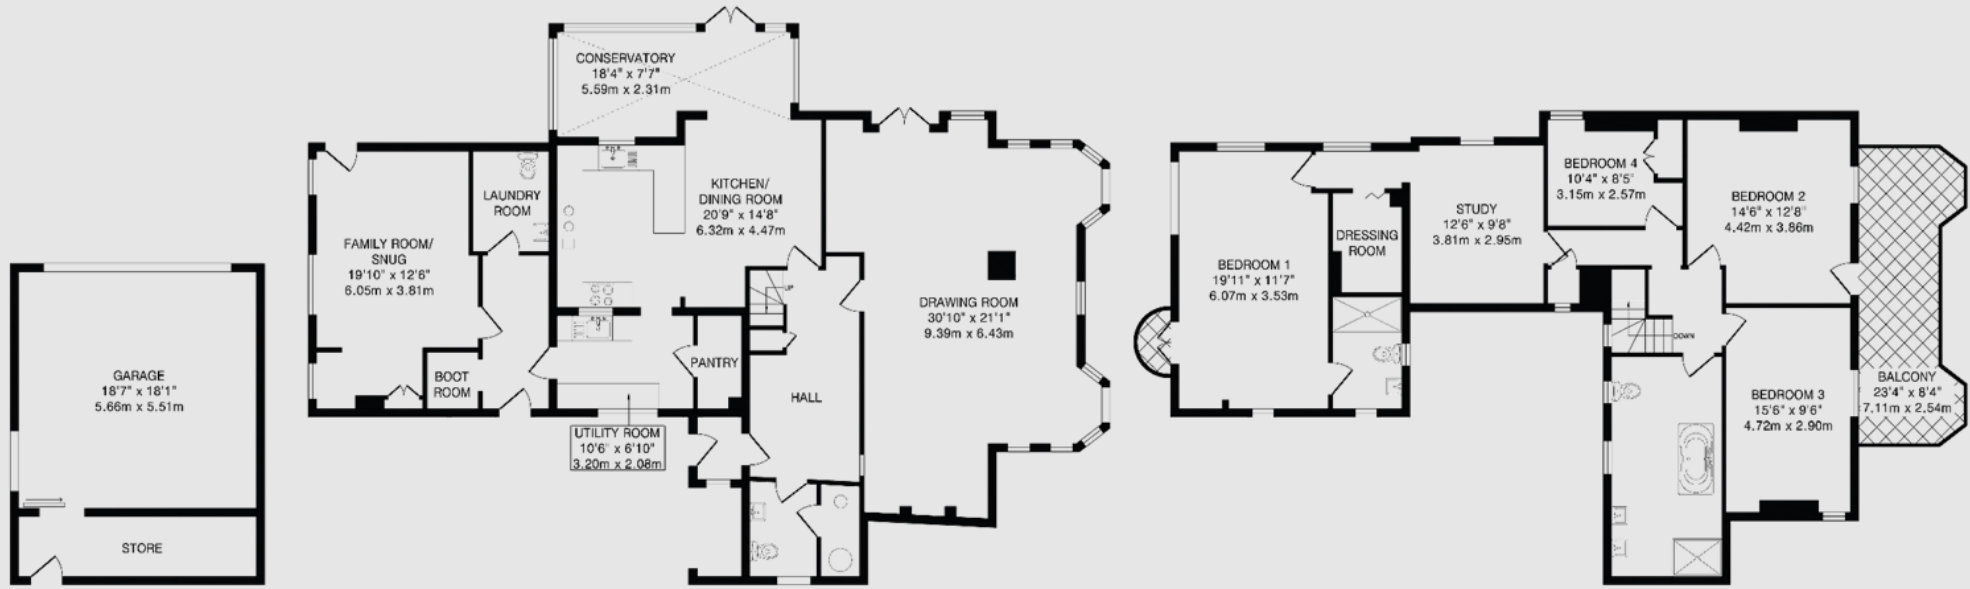 CONSERVATORY
18'4" x 7'7"
5.59m x 2.31m
LAUNDRY
ROOM
KITCHEN/
DINING ROOM
20'9" x 14'8"
6.32m x 4.47m
FAMILY ROOM/
SNUG
19'10" x 12'6"
6.05m x 3.81m
UP
DRAWING ROOM
30'10" x 21'1"
9.39m x 6.43m
GARAGE
18'7" x 18'1"
5.66m x 5.51m
BOOT
ROOM
PANTRY
HALL
UTILITY ROOM
10'6" x 6'10"
3.20m x 2.08m
STORE
BEDROOM 1
19'11" x 11'7"
6.07m x 3.53m
DRESSING
ROOM
STUDY
12'6" x 9'8"
3.81m x 2.95m
BEDROOM 4
10'4" x 8'5"
3.15m x 2.57m
BEDROOM 2
14'6" x 12'8"
4.42m x 3.86m
DOWN
BEDROOM 3
15'6" x 9'6"
4.72m x 2.90m
BALCONY
23'4" x 8'4"
7.11m x 2.54m